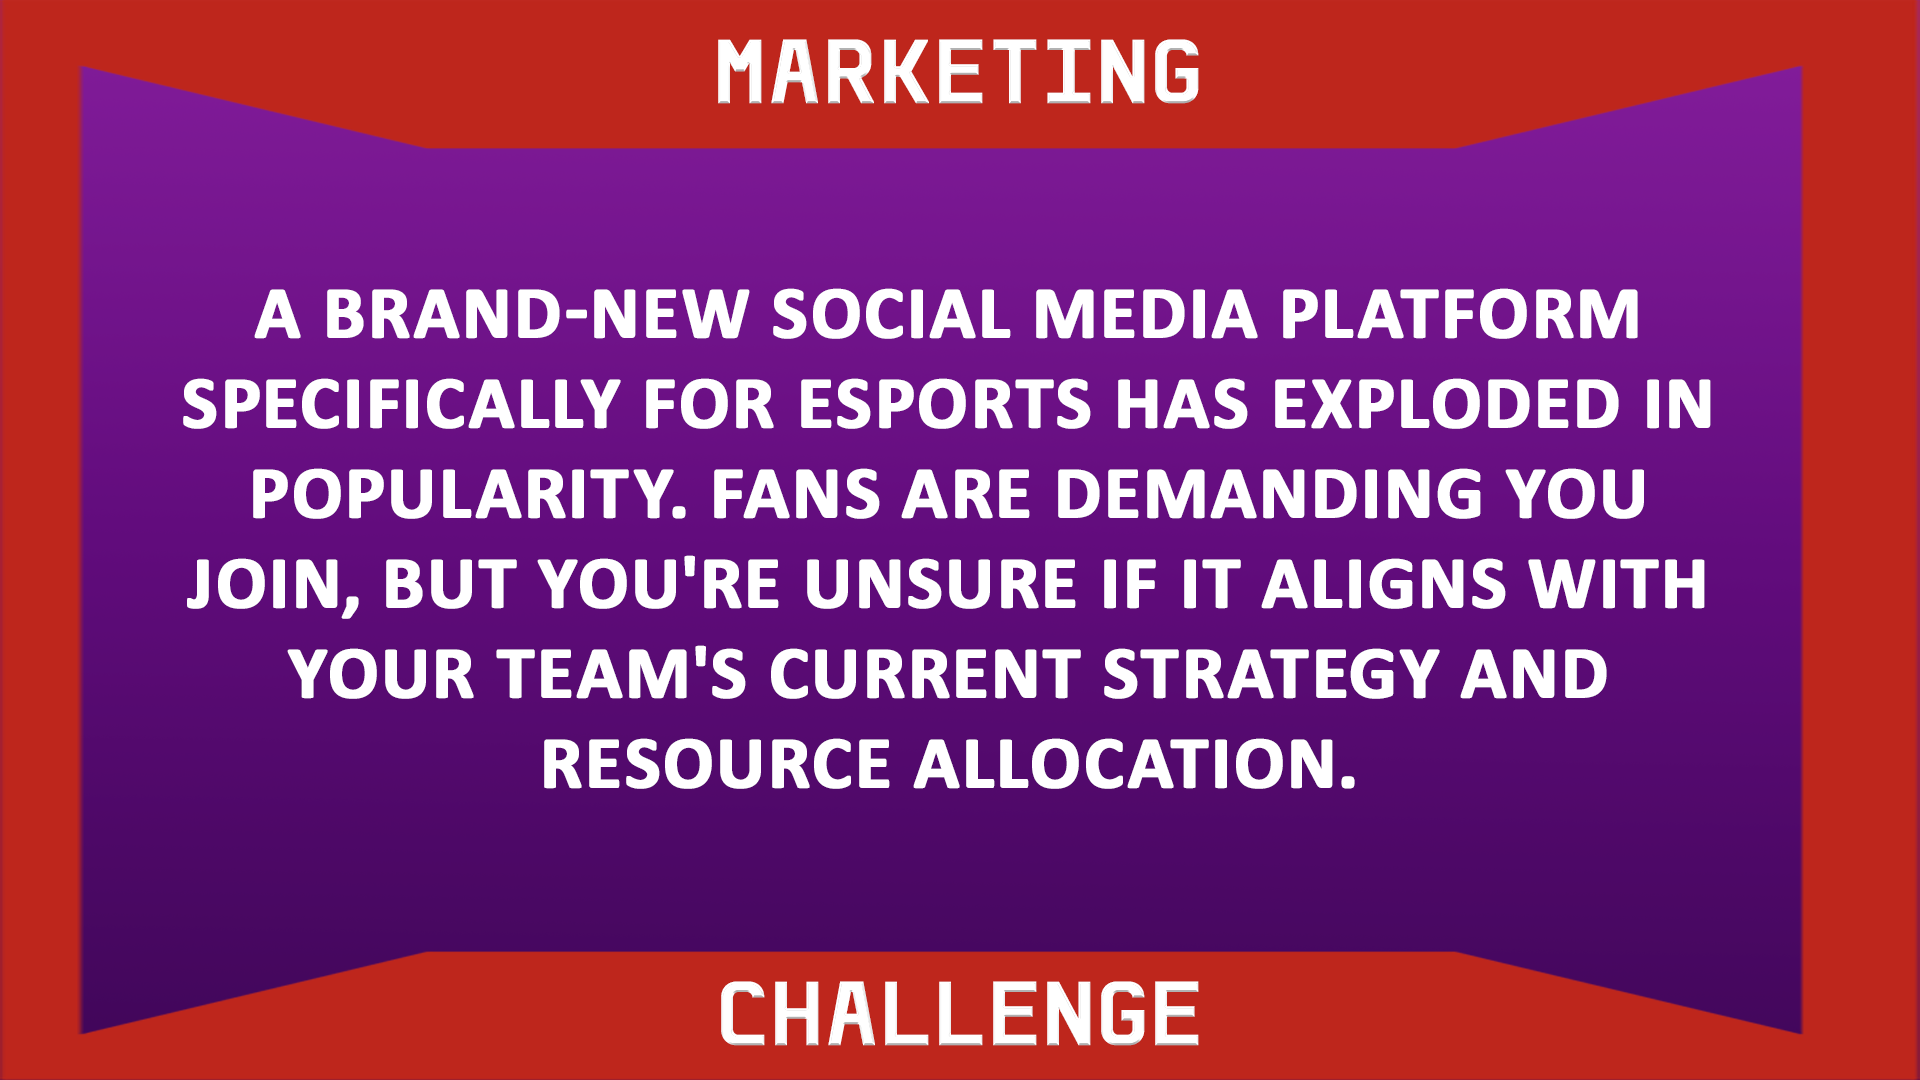 MARKETING
A BRAND-NEW SOCIAL MEDIA PLATFORM
SPECIFICALLY FOR ESPORTS HAS EXPLODED IN
POPULARITY. FANS ARE DEMANDING YOU
JOIN, BUT YOU'RE UNSURE IF IT ALIGNS WITH
YOUR TEAM'S CURRENT STRATEGY AND
RESOURCE ALLOCATION.
CHALLENGE